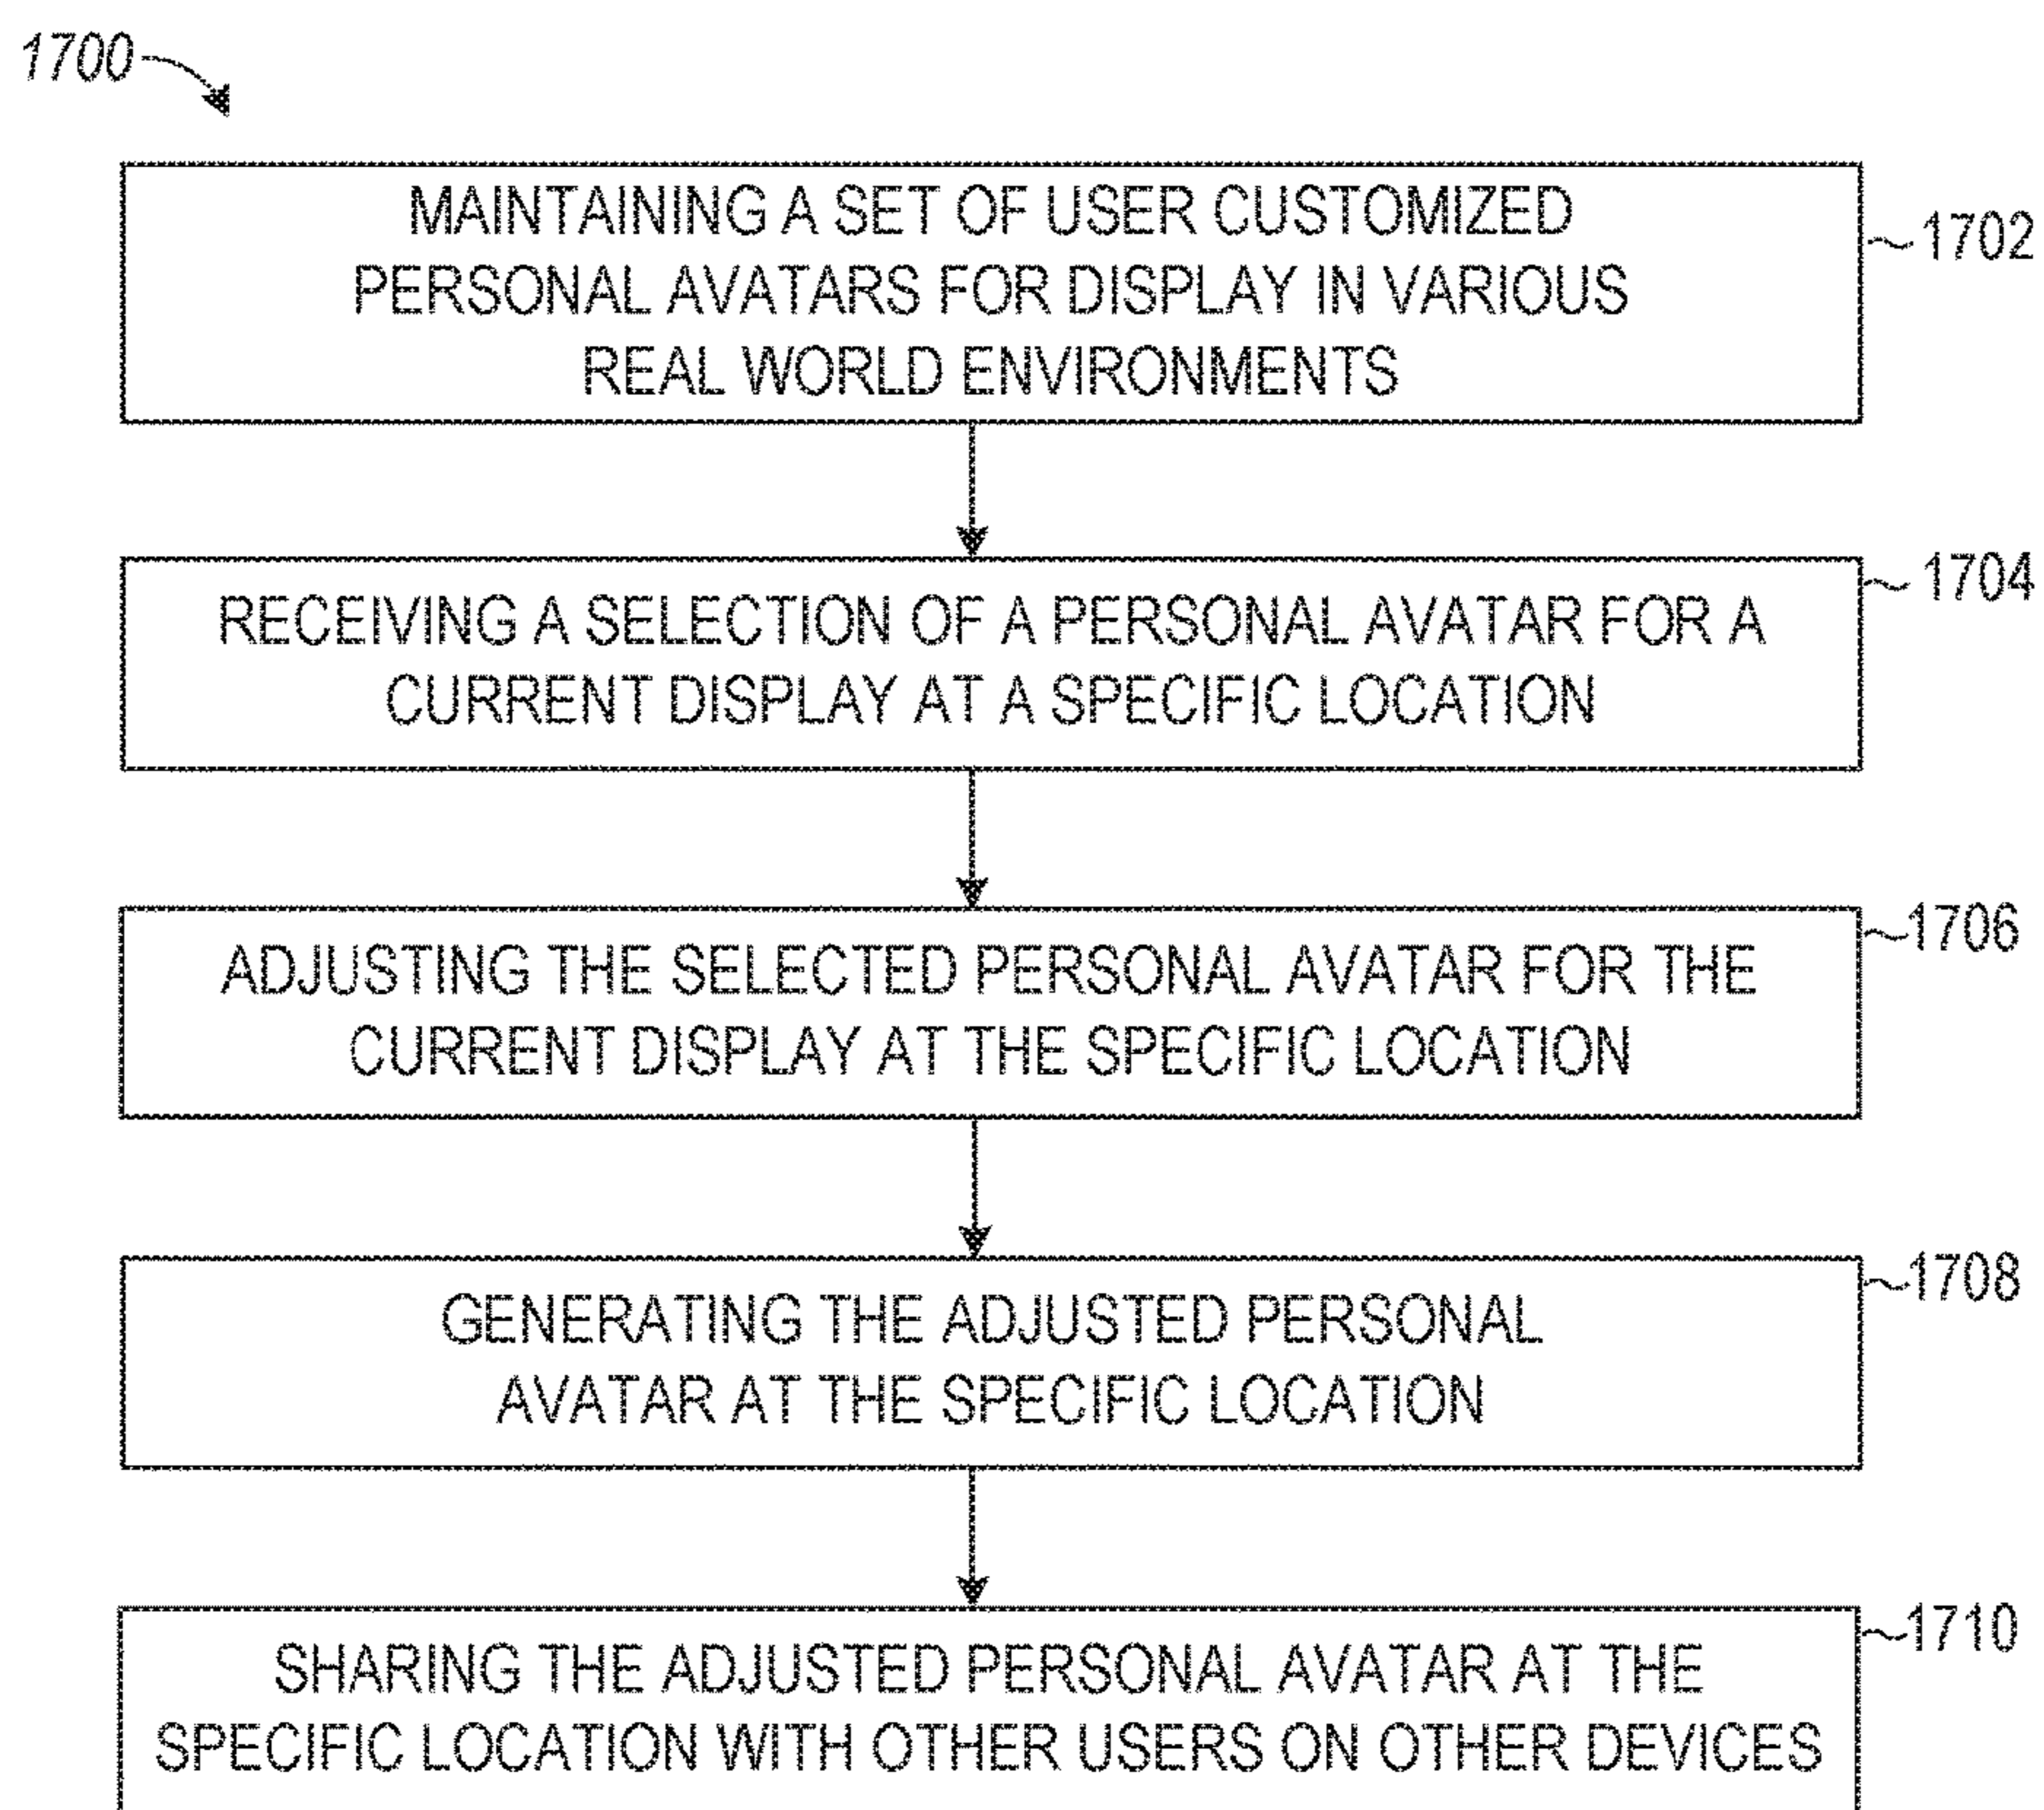 1700
MAINTAINING A SET OF USER CUSTOMIZED
PERSONAL AVATARS FOR DISPLAY IN VARIOUS
REAL WORLD ENVIRONMENTS
1702
RECEIVING A SELECTION OF A PERSONAL AVATAR FOR A
CURRENT DISPLAY AT A SPECIFIC LOCATION
1704
ADJUSTING THE SELECTED PERSONAL AVATAR FOR THE
CURRENT DISPLAY AT THE SPECIFIC LOCATION
1706
GENERATING THE ADJUSTED PERSONAL
AVATAR AT THE SPECIFIC LOCATION
1708
SHARING THE ADJUSTED PERSONAL AVATAR AT THE
SPECIFIC LOCATION WITH OTHER USERS ON OTHER DEVICES
1710